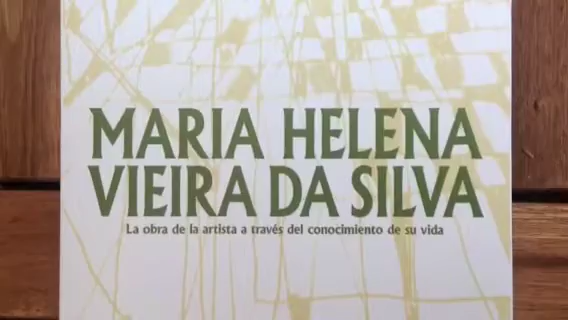 MARIA HELENA
VIEIRA DA SILVA
La obra de la artista a través del conocimiento de su vida